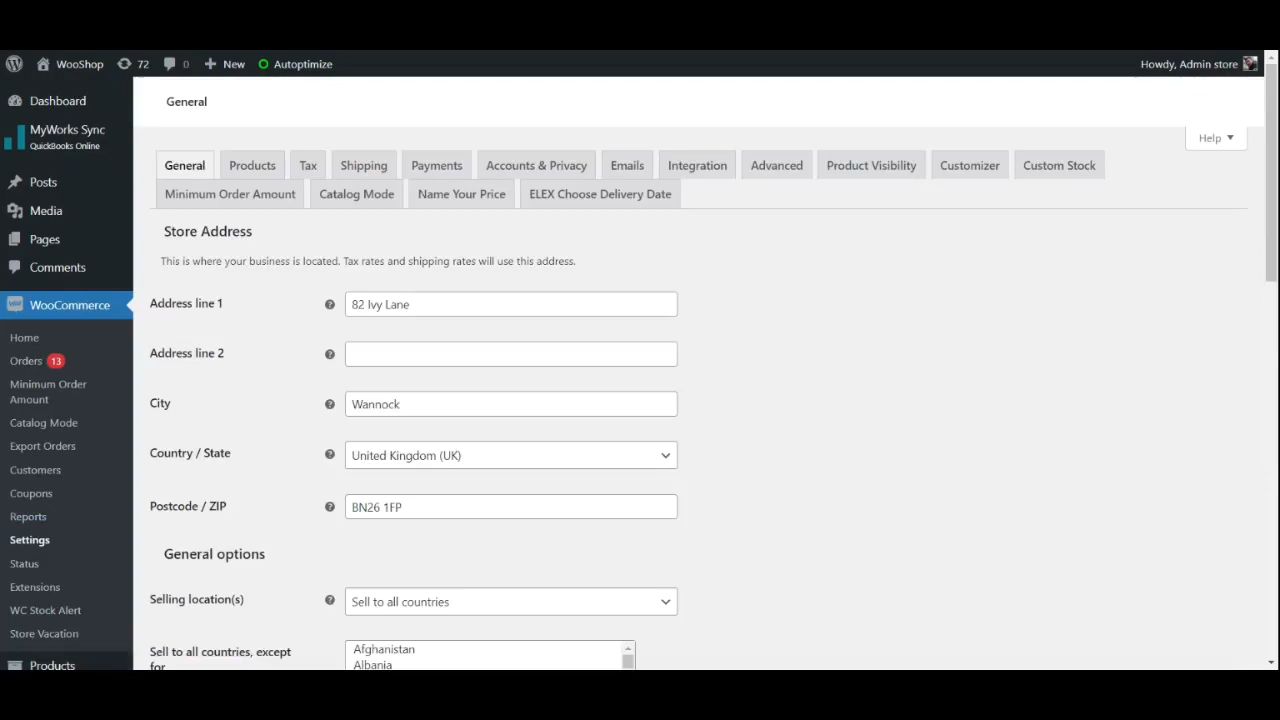 WooShop 72 0 New Autoptimize Howdy, Admin store
Dashboard
MyWorks Sync
QuickBooks Online
Posts
Media
Pages
Comments
WooCommerce
Home
Orders 13
Minimum Order
Amount
Catalog Mode
Export Orders
Customers
Coupons
Reports
Settings
Status
Extensions
WC Stock Alert
Store Vacation
Products
General
Help
General Products Tax Shipping Payments Accounts & Privacy Emails Integration Advanced Product Visibility Customizer Custom Stock
Minimum Order Amount Catalog Mode Name Your Price ELEX Choose Delivery Date
Store Address
This is where your business is located. Tax rates and shipping rates will use this address.
Address line 1 82 Ivy Lane
Address line 2
City Wannock
Country / State United Kingdom (UK)
Postcode / ZIP BN26 1FP
General options
Selling location(s) Sell to all countries
Sell to all countries, except
for
Afghanistan
Albania